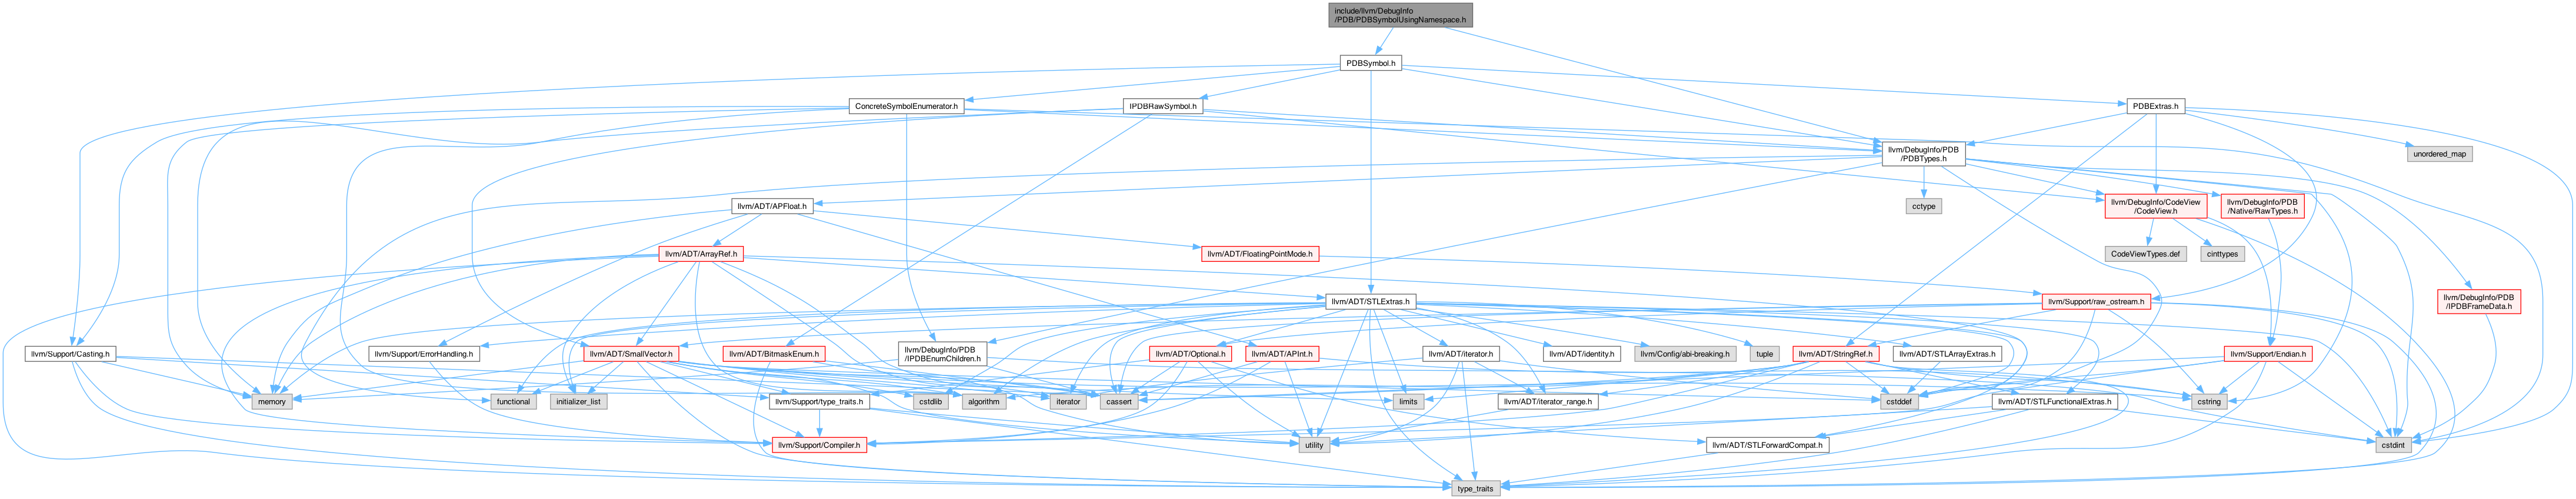 include/llvm/DebugInfo
/PDB/PDBSymbolUsingNamespace.h
PDBSymbol.h
ConcreteSymbolEnumerator.h
IPDBRawSymbol.h
PDBExtras.h
llvm/DebugInfo/PDB
/PDBTypes.h
unordered_map
llvm/ADT/APFloat.h
cctype
llvm/DebugInfo/CodeView
/CodeView.h
llvm/DebugInfo/PDB
/Native/RawTypes.h
llvm/ADT/ArrayRef.h
llvm/ADT/FloatingPointMode.h
CodeViewTypes.def
cinttypes
llvm/ADT/STLExtras.h
llvm/Support/raw_ostream.h
llvm/DebugInfo/PDB
/IPDBFrameData.h
llvm/Support/Casting.h
llvm/Support/ErrorHandling.h
llvm/ADT/SmallVector.h
llvm/ADT/BitmaskEnum.h
llvm/DebugInfo/PDB
/IPDBEnumChildren.h
llvm/ADT/Optional.h
llvm/ADT/APInt.h
llvm/ADT/iterator.h
llvm/ADT/identity.h
llvm/Config/abi-breaking.h
tuple
llvm/ADT/StringRef.h
llvm/ADT/STLArrayExtras.h
llvm/Support/Endian.h
memory
functional
initializer_list
llvm/Support/type_traits.h
cstdlib
algorithm
iterator
cassert
limits
llvm/ADT/iterator_range.h
cstddef
llvm/ADT/STLFunctionalExtras.h
cstring
llvm/Support/Compiler.h
utility
llvm/ADT/STLForwardCompat.h
cstdint
type_traits